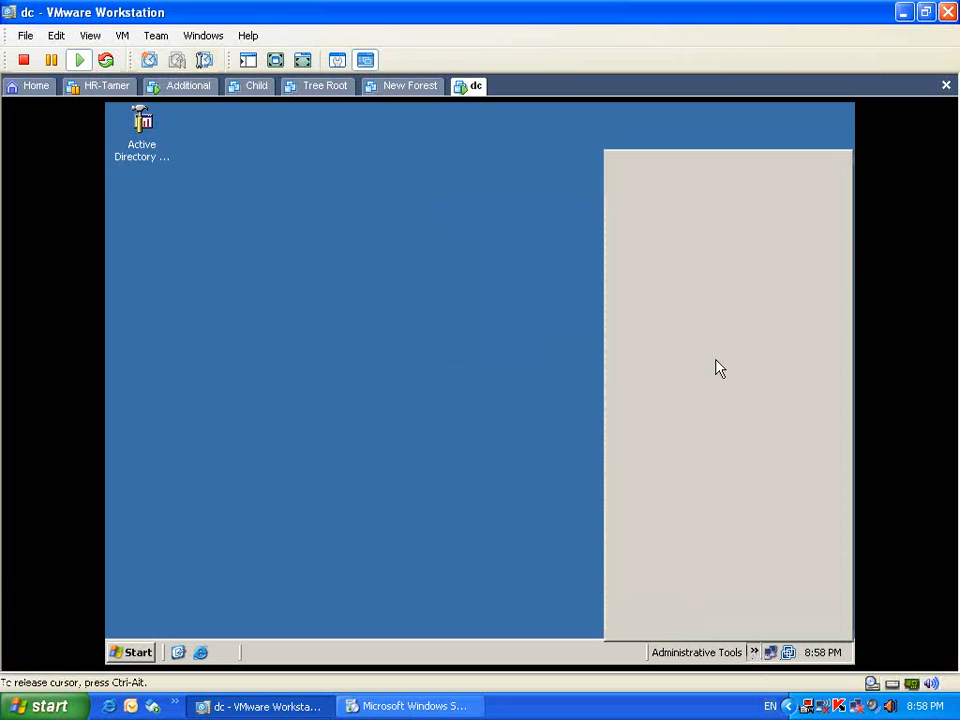 dc - VMware Workstation
File Edit View VM Team Windows Help
Home HR-Tamer Additional Child Tree Root New Forest dc
Active
Directory ...
Start Administrative Tools 8:58 PM
To release cursor, press Ctrl-Alt.
start dc - VMware Worksta... Microsoft Windows S... EN 8:58 PM